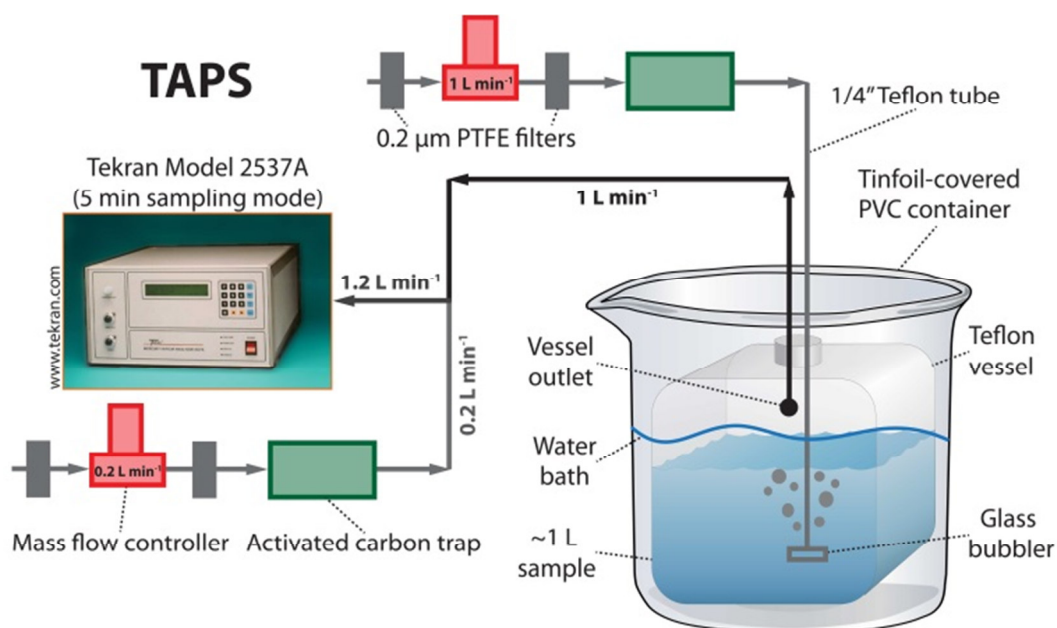 TAPS
1 L min⁻¹
0.2 µm PTFE filters
1/4” Teflon tube
Tekran Model 2537A
(5 min sampling mode)
Tinfoil-covered
PVC container
1 L min⁻¹
1.2 L min⁻¹
www.tekran.com
0.2 L min⁻¹
Vessel
outlet
Teflon
vessel
Water
bath
0.2 L min⁻¹
Mass flow controller
Activated carbon trap
~1 L
sample
Glass
bubbler